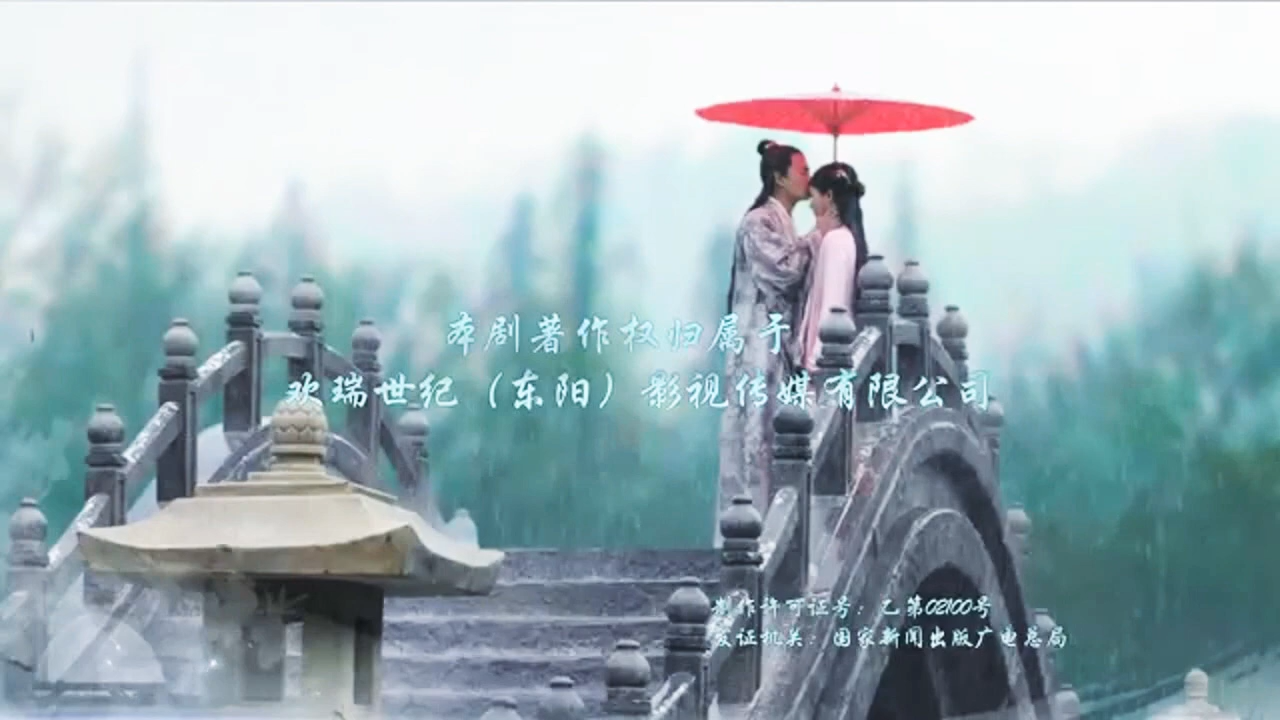 本剧著作权归属于
欢瑞世纪（东阳）影视传媒有限公司
制作许可证号：乙第02100号
发证机关：国家新闻出版广电总局